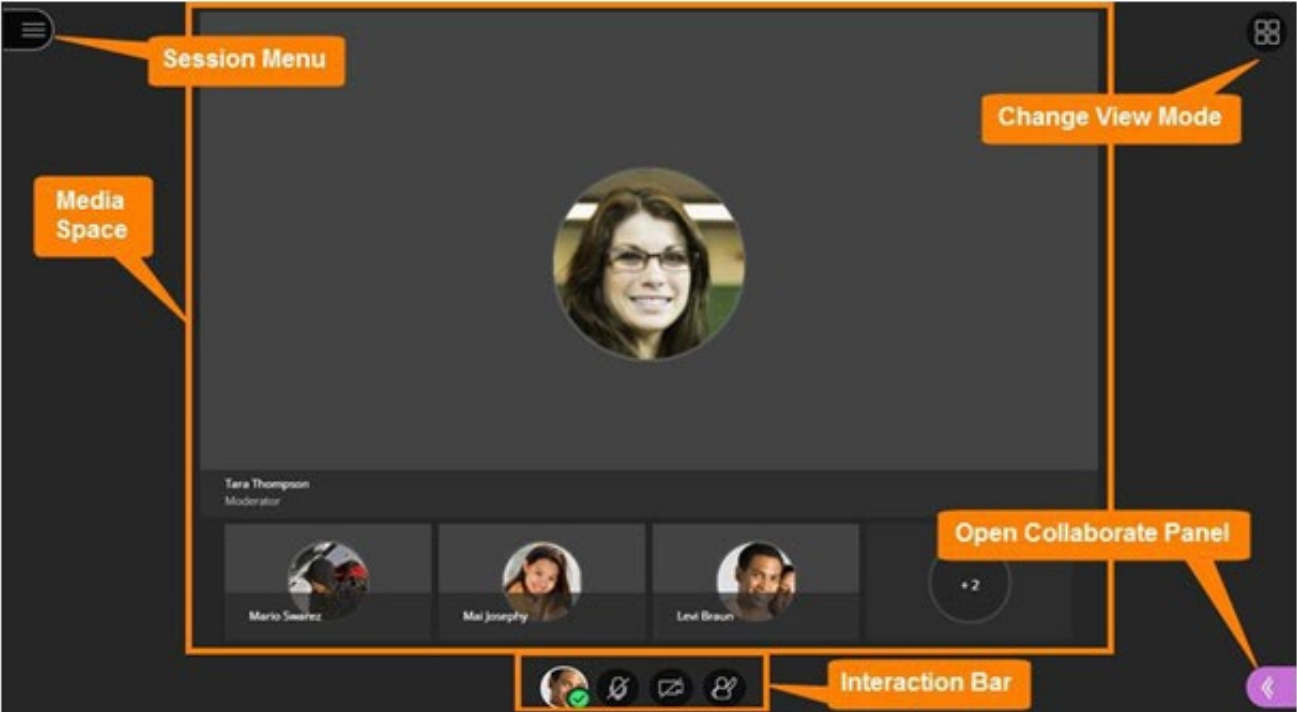 Session Menu
Change View Mode
Media
Space
Tara Thompson
Moderator
Open Collaborate Panel
+2
Mario Swarez
Mai Josephy
Levi Braun
Interaction Bar